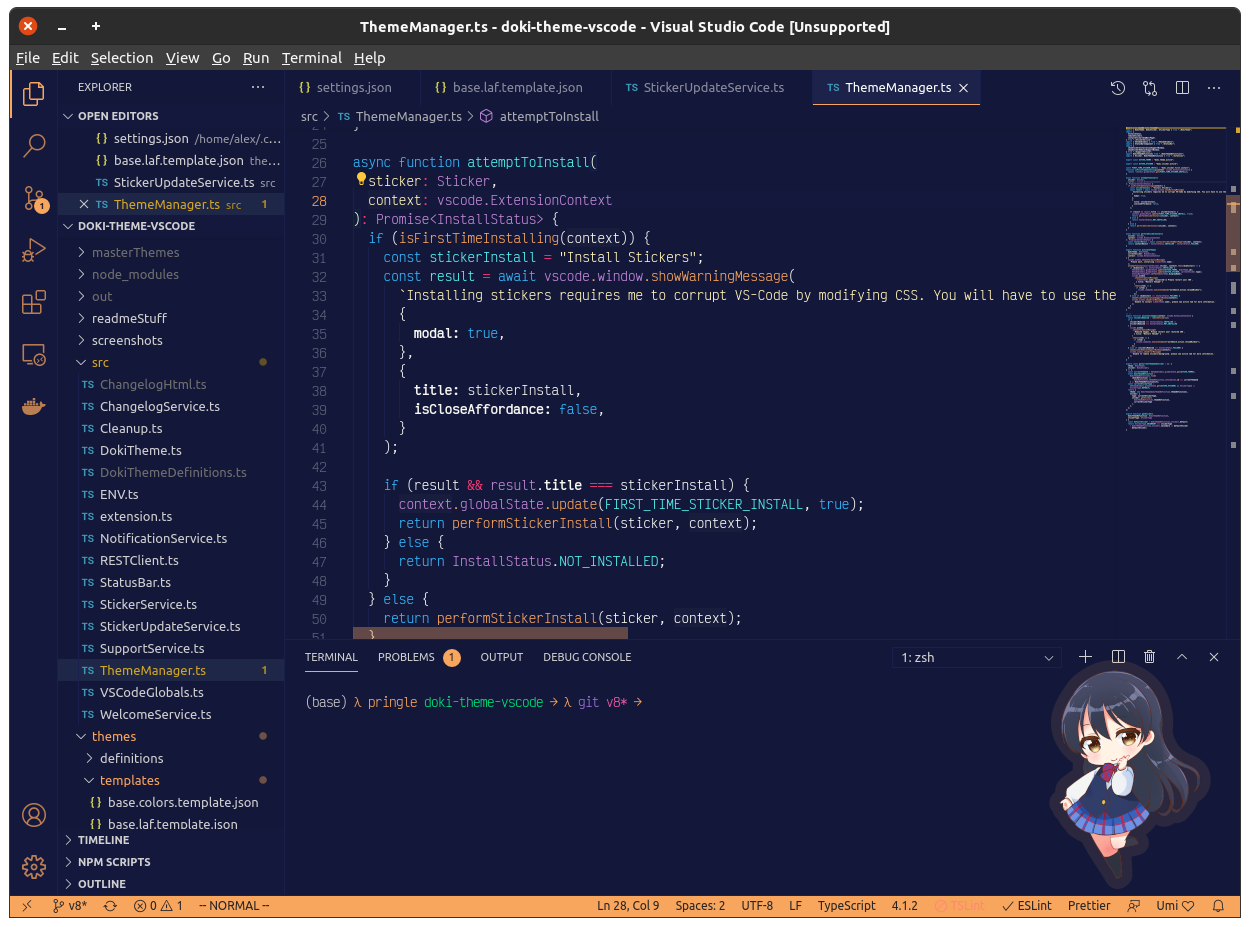 ThemeManager.ts - doki-theme-vscode - Visual Studio Code [Unsupported]
File Edit Selection View Go Run Terminal Help
EXPLORER ···
{} settings.json
{} base.laf.template.json
TS StickerUpdateService.ts
TS ThemeManager.ts
src > TS ThemeManager.ts > attemptToInstall
OPEN EDITORS
{} settings.json /home/alex/.c...
{} base.laf.template.json the...
TS StickerUpdateService.ts src
TS ThemeManager.ts src 1
DOKI-THEME-VSCODE
masterThemes
node_modules
out
readmeStuff
screenshots
src
TS ChangelogHtml.ts
TS ChangelogService.ts
TS Cleanup.ts
TS DokiTheme.ts
TS DokiThemeDefinitions.ts
TS ENV.ts
TS extension.ts
TS NotificationService.ts
TS RESTClient.ts
TS StatusBar.ts
TS StickerService.ts
TS StickerUpdateService.ts
TS SupportService.ts
TS ThemeManager.ts 1
TS VSCodeGlobals.ts
TS WelcomeService.ts
themes
definitions
templates
{} base.colors.template.json
{} base.laf.template.json
TIMELINE
NPM SCRIPTS
OUTLINE
1
24 }
25
26 async function attemptToInstall(
27 sticker: Sticker,
28 context: vscode.ExtensionContext
29 ): Promise<InstallStatus> {
30 if (isFirstTimeInstalling(context)) {
31 const stickerInstall = "Install Stickers";
32 const result = await vscode.window.showWarningMessage(
33 `Installing stickers requires me to corrupt VS-Code by modifying CSS. You will have to use the
34 {
35 modal: true,
36 },
37 {
38 title: stickerInstall,
39 isCloseAffordance: false,
40 }
41 );
42
43 if (result && result.title === stickerInstall) {
44 context.globalState.update(FIRST_TIME_STICKER_INSTALL, true);
45 return performStickerInstall(sticker, context);
46 } else {
47 return InstallStatus.NOT_INSTALLED;
48 }
49 } else {
50 return performStickerInstall(sticker, context);
51 }
TERMINAL PROBLEMS 1 OUTPUT DEBUG CONSOLE 1: zsh
(base) λ pringle doki-theme-vscode → λ git v8* →
v8* 0 1 -- NORMAL -- Ln 28, Col 9 Spaces: 2 UTF-8 LF TypeScript 4.1.2 TSLint ESLint Prettier Umi ♡